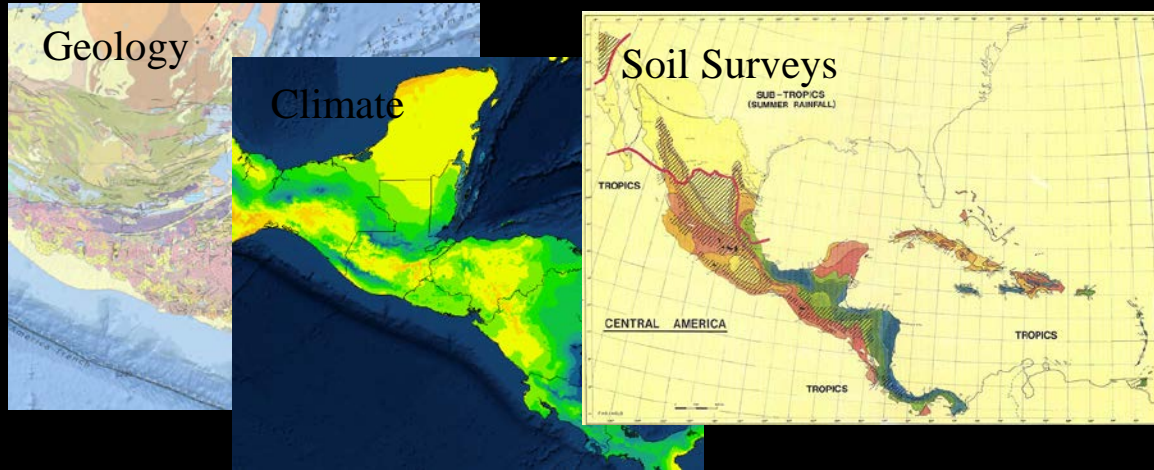 Geology
Climate
Soil Surveys
SUB-TROPICS
(SUMMER RAINFALL)
TROPICS
CENTRAL AMERICA
TROPICS
TROPICS